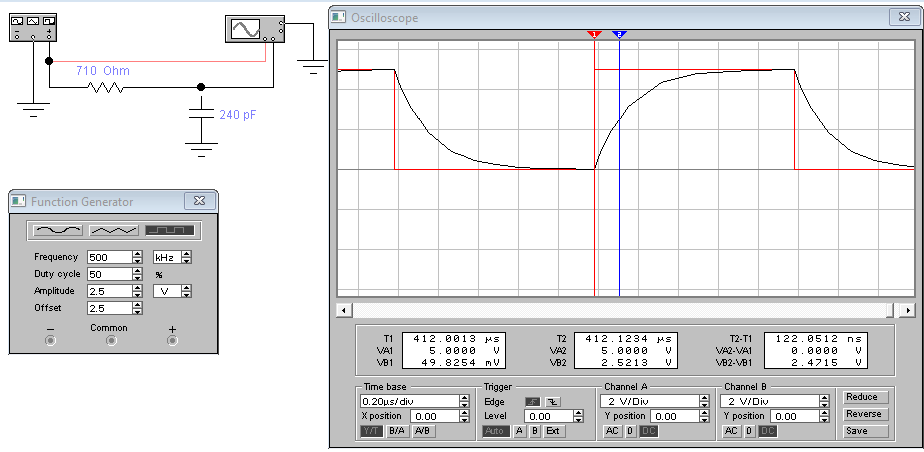 Oscilloscope
1
2
710 Ohm
240 pF
Function Generator
Frequency 500 kHz
Duty cycle 50 %
Amplitude 2.5 V
Offset 2.5
− Common +
T1 412.0013 µs
VA1 5.0000 V
VB1 49.8254 mV
T2 412.1234 µs
VA2 5.0000 V
VB2 2.5213 V
T2-T1 122.0512 ns
VA2-VA1 0.0000 V
VB2-VB1 2.4715 V
Time base
0.20µs/div
X position 0.00
Y/T B/A A/B
Trigger
Edge
Level 0.00
Auto A B Ext
Channel A
2 V/Div
Y position 0.00
AC 0 DC
Channel B
2 V/Div
Y position 0.00
AC 0 DC
Reduce
Reverse
Save